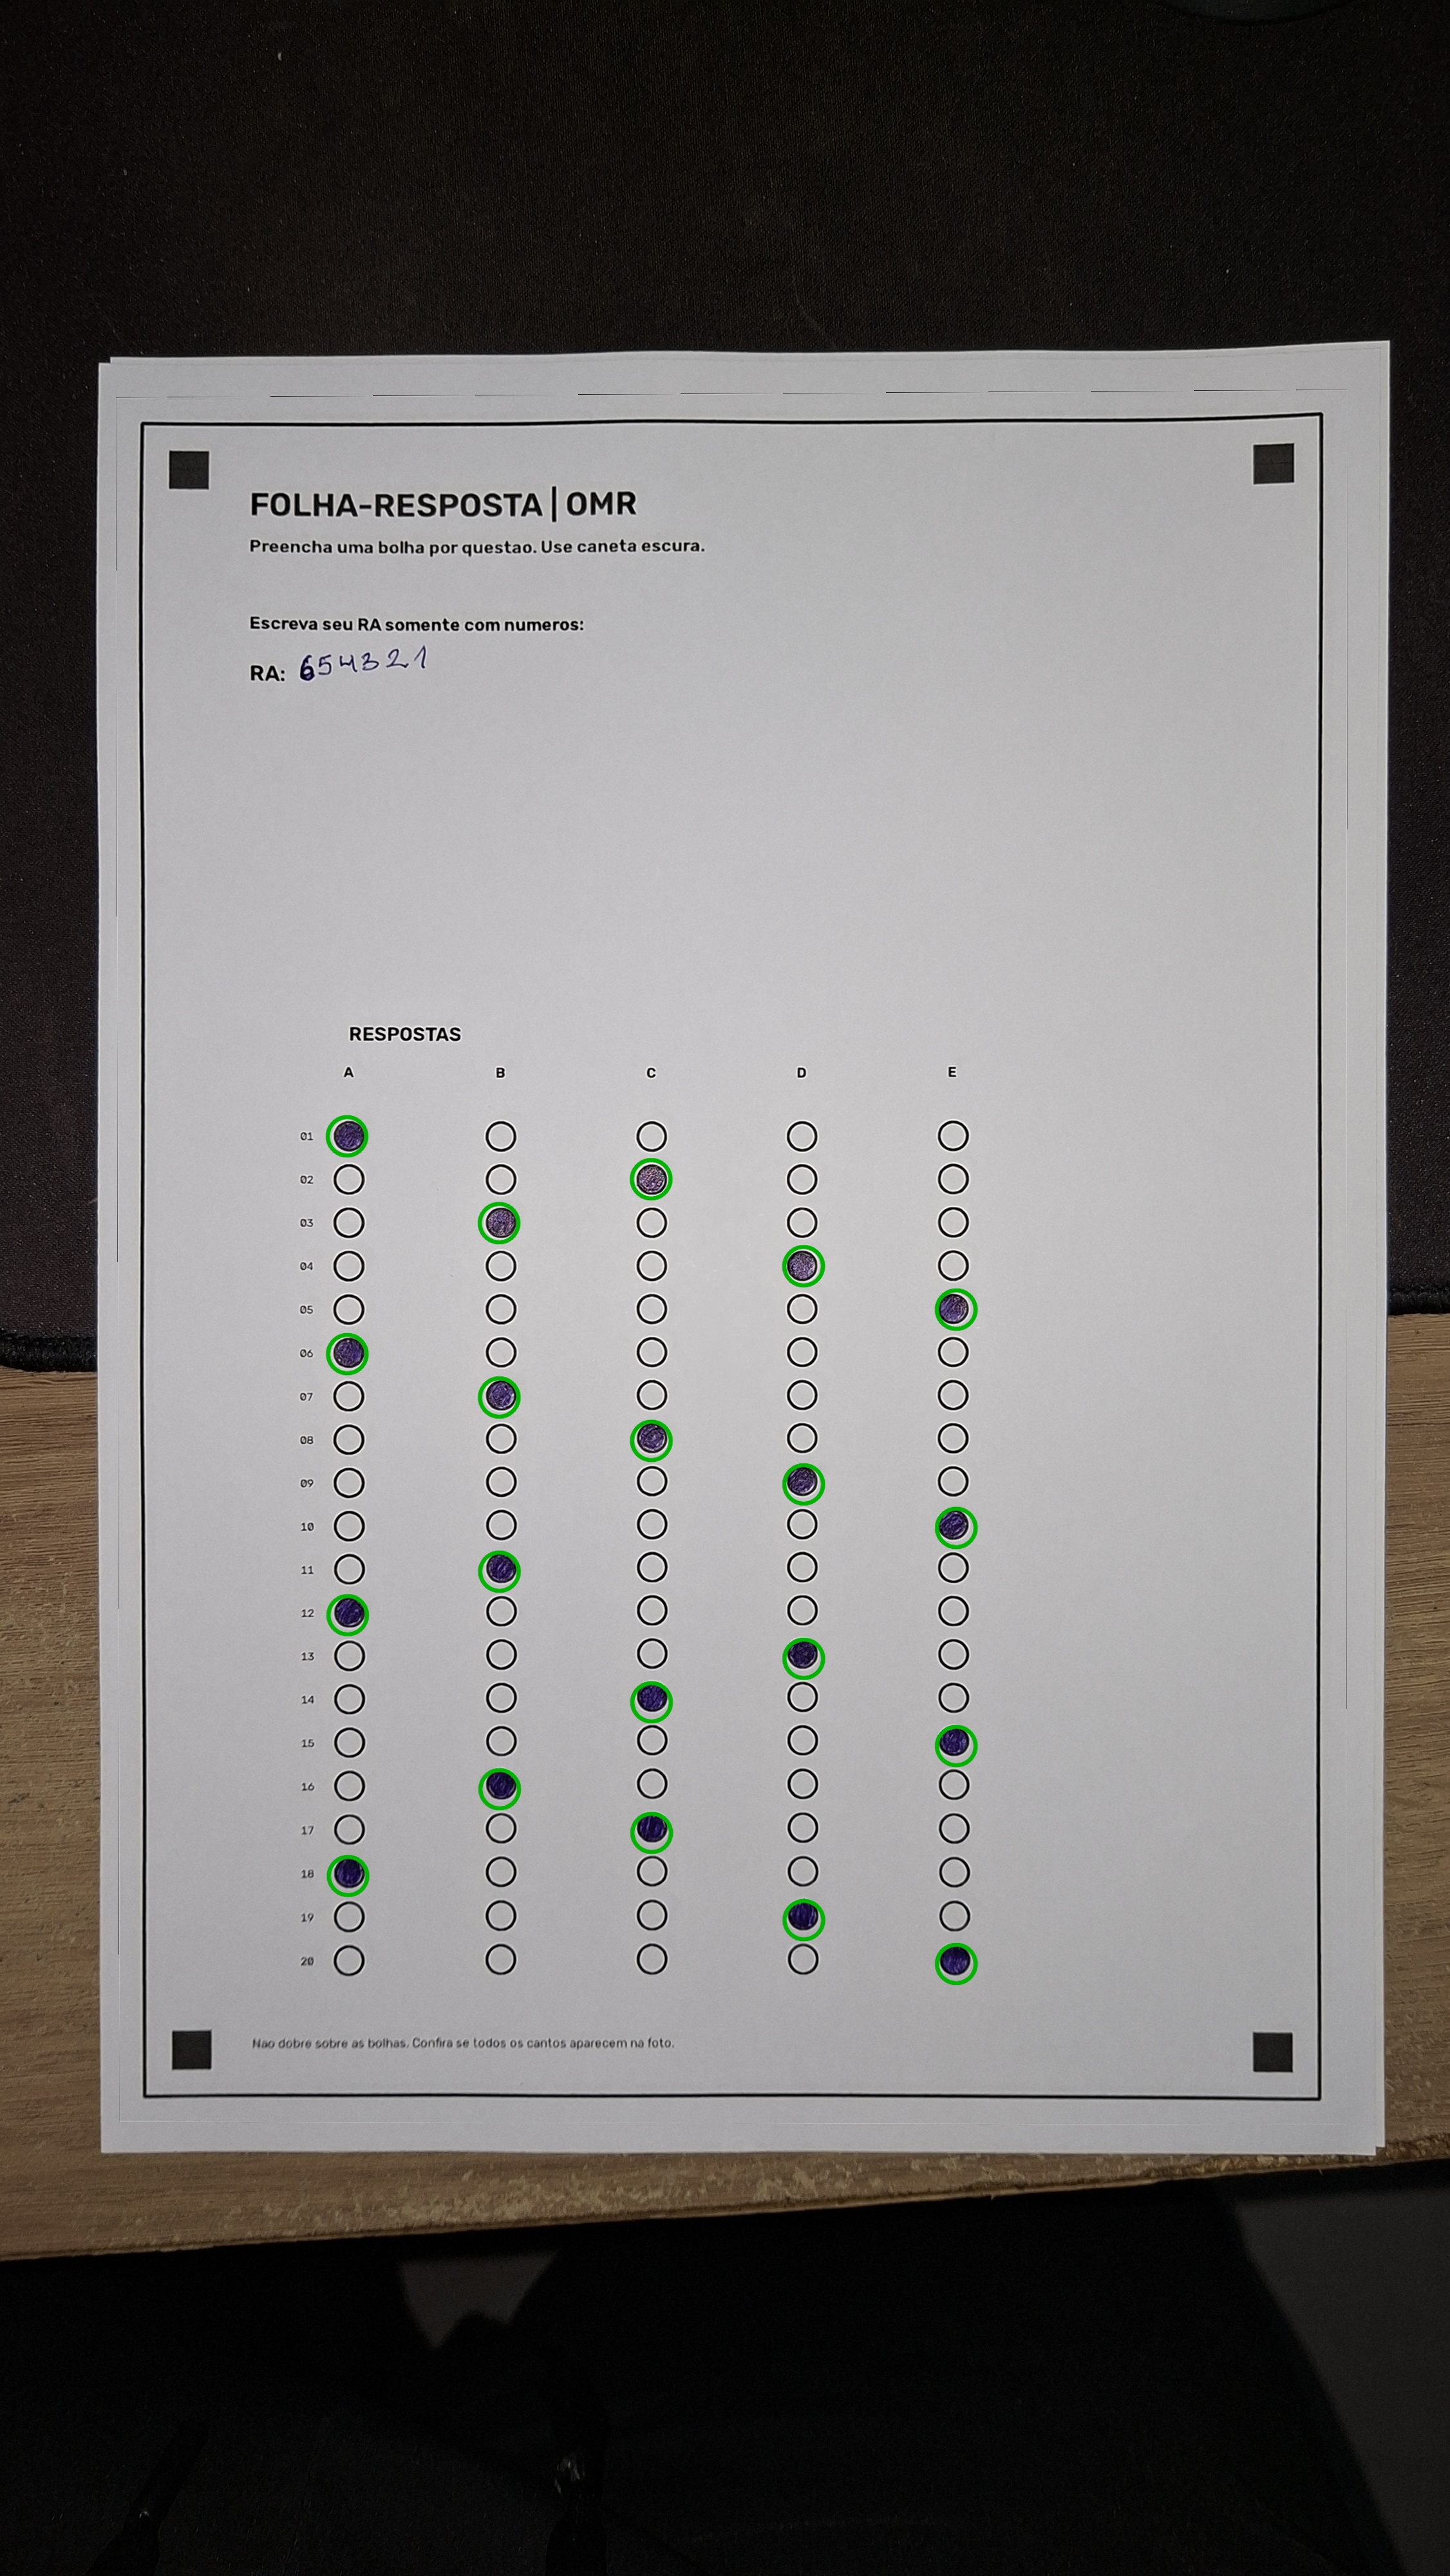 FOLHA-RESPOSTA | OMR
Preencha uma bolha por questao. Use caneta escura.
Escreva seu RA somente com numeros:
RA: 654321
RESPOSTAS
A B C D E
01
02
03
04
05
06
07
08
09
10
11
12
13
14
15
16
17
18
19
20
Nao dobre sobre as bolhas. Confira se todos os cantos aparecem na foto.